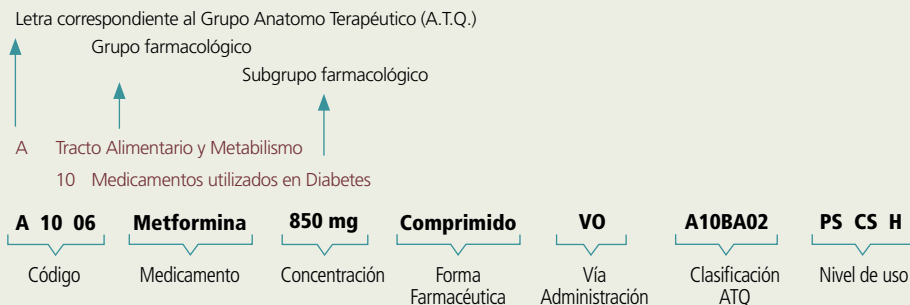 Letra correspondiente al Grupo Anatomo Terapéutico (A.T.Q.)
Grupo farmacológico
Subgrupo farmacológico
A Tracto Alimentario y Metabilismo
10 Medicamentos utilizados en Diabetes
A 10 06 Metformina 850 mg Comprimido VO A10BA02 PS CS H
Código Medicamento Concentración Forma Farmacéutica Vía Administración Clasificación ATQ Nivel de uso